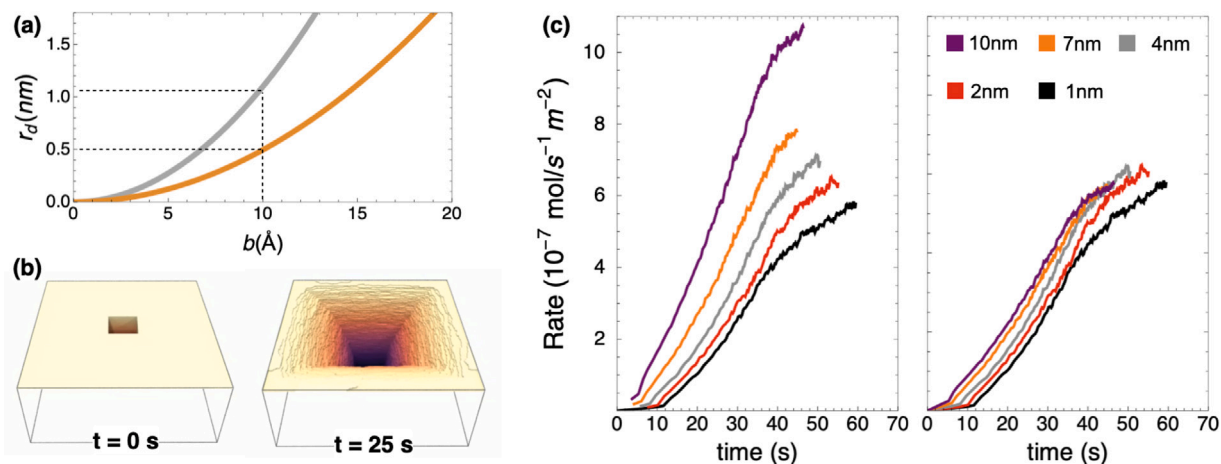 (a)
r_d(nm)
1.5
1.0
0.5
0.0
0 5 10 15 20
b(Å)
(b)
t = 0 s
t = 25 s
(c)
Rate (10⁻⁷ mol/s⁻¹ m⁻²)
10
8
6
4
2
0 10 20 30 40 50 60 70
time (s)
10nm 7nm 4nm
2nm 1nm
0 10 20 30 40 50 60 70
time (s)